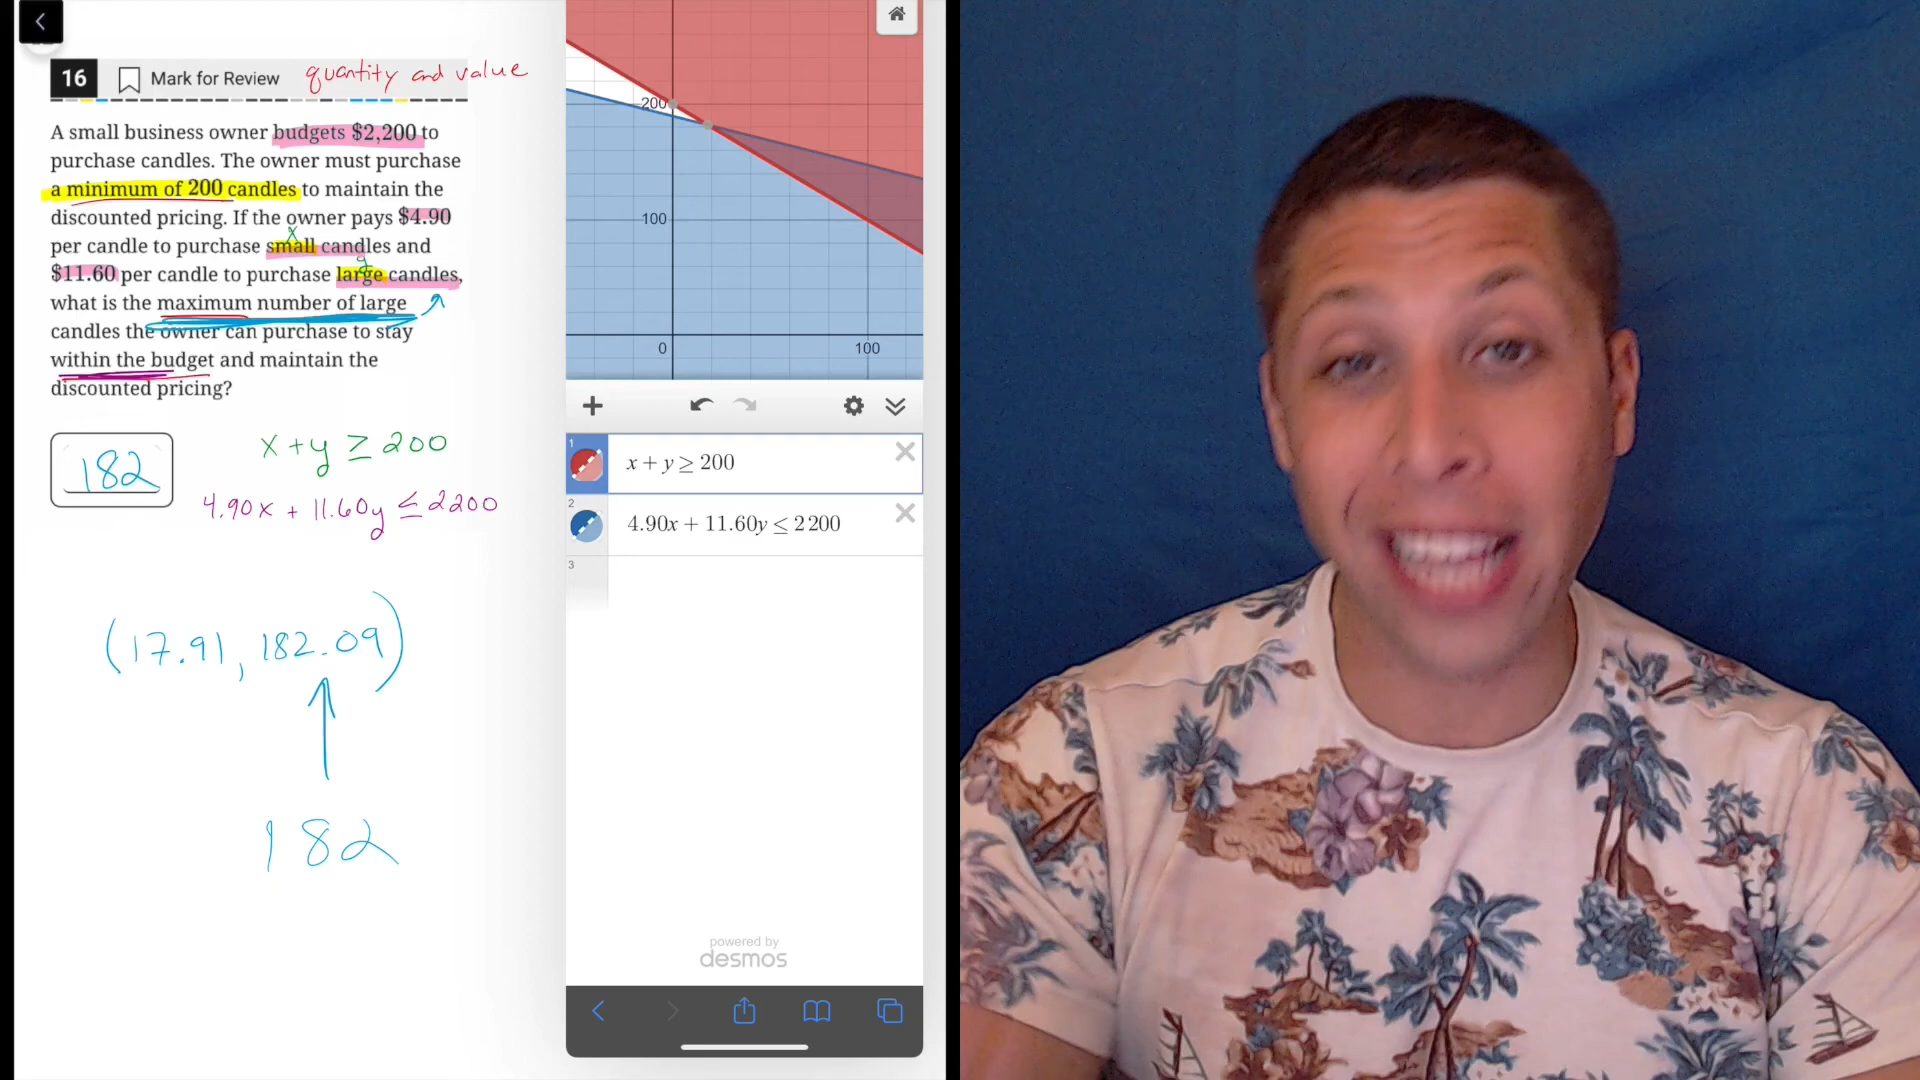 16 Mark for Review quantity and value
A small business owner budgets $2,200 to
purchase candles. The owner must purchase
a minimum of 200 candles to maintain the
discounted pricing. If the owner pays $4.90
x
per candle to purchase small candles and
y
$11.60 per candle to purchase large candles,
what is the maximum number of large
candles the owner can purchase to stay
within the budget and maintain the
discounted pricing?
182
x + y ≥ 200
4.90x + 11.60y ≤ 2200
(17.91, 182.09)
182
200
100
0
100
1
x + y ≥ 200
2
4.90x + 11.60y ≤ 2200
3
powered by
desmos